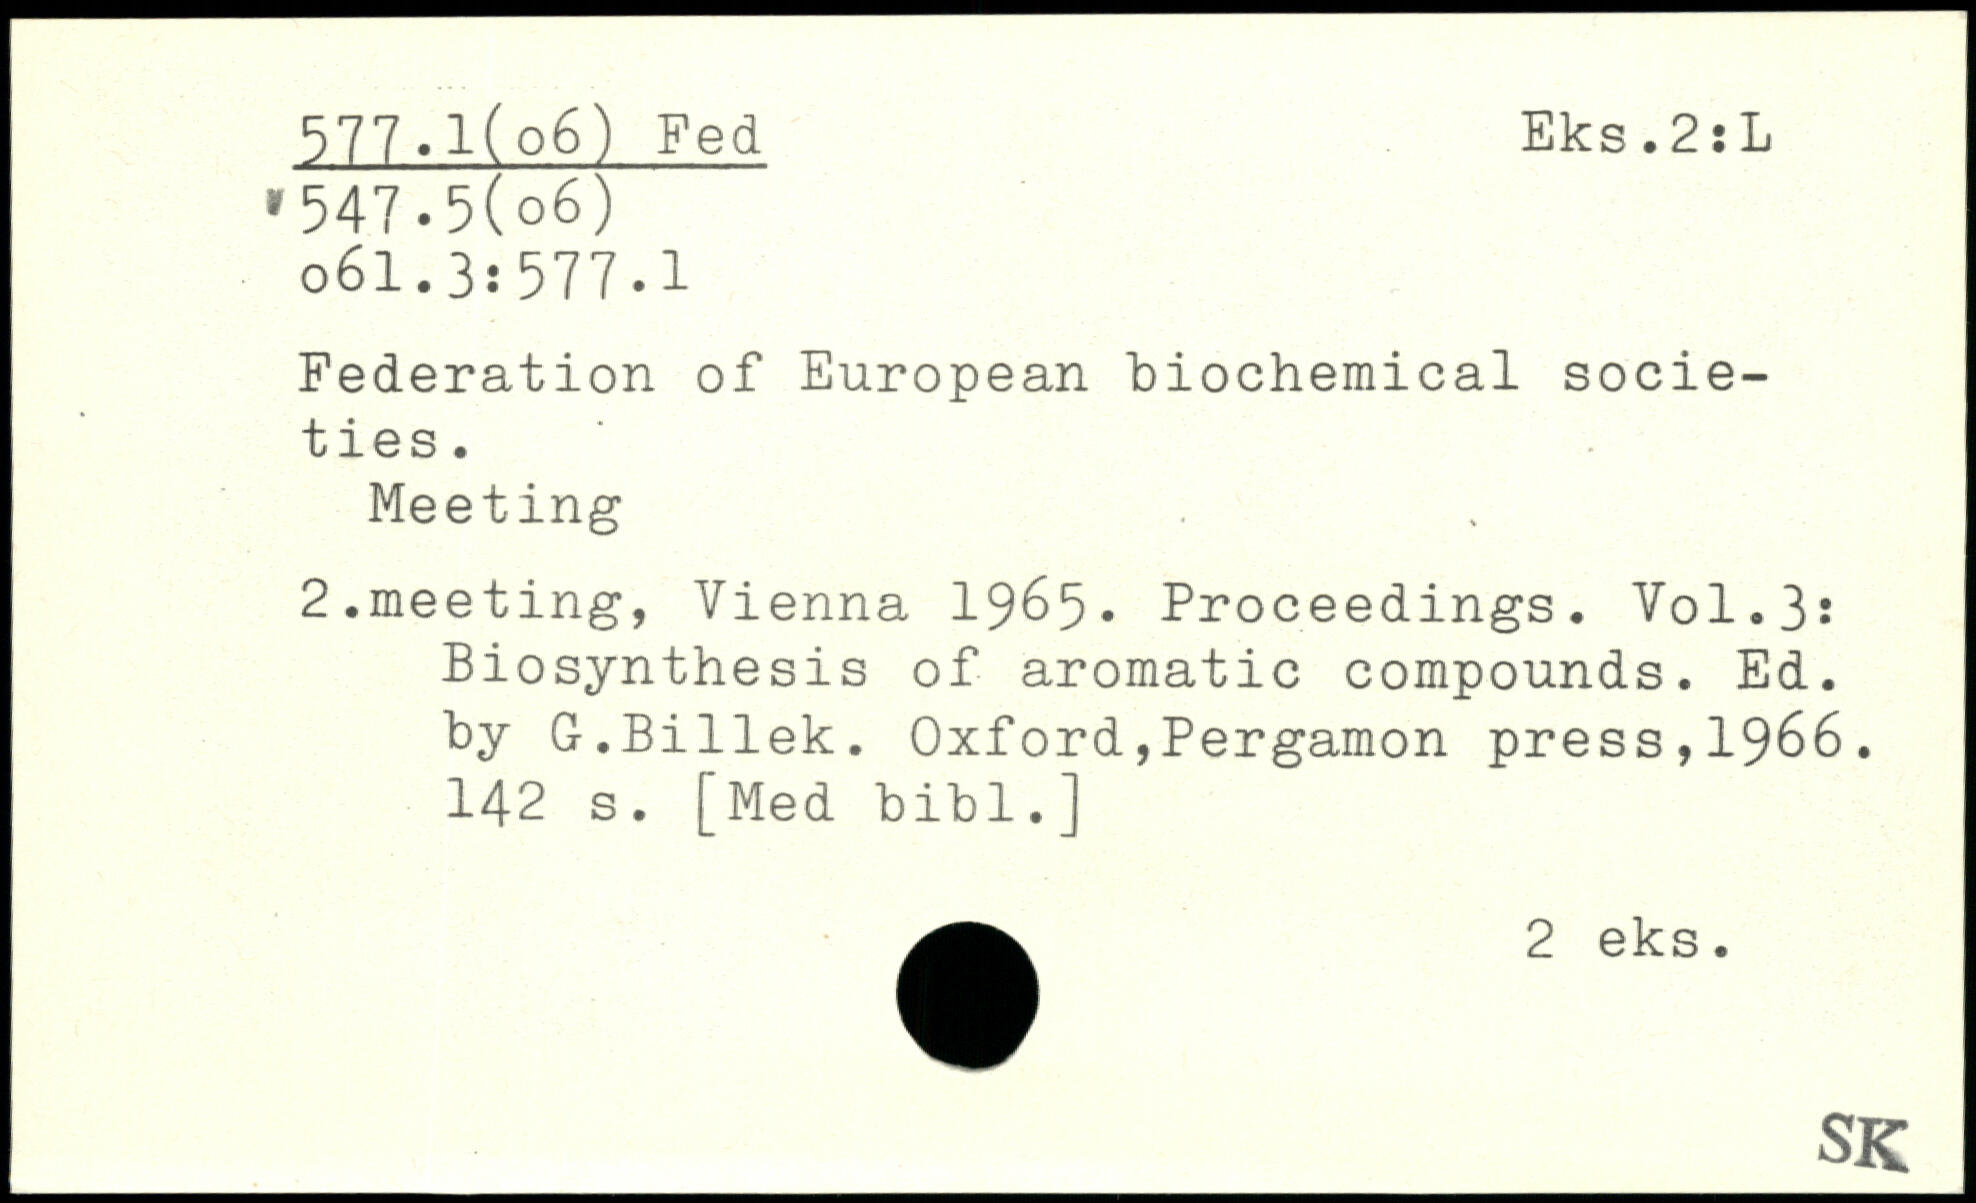 577.1(o6) Fed Eks.2:L
547.5(o6)
o61.3:577.1
Federation of European biochemical socie-
ties.
Meeting
2.meeting, Vienna 1965. Proceedings. Vol.3:
Biosynthesis of aromatic compounds. Ed.
by G.Billek. Oxford,Pergamon press,1966.
142 s. [Med bibl.]
2 eks.
SK